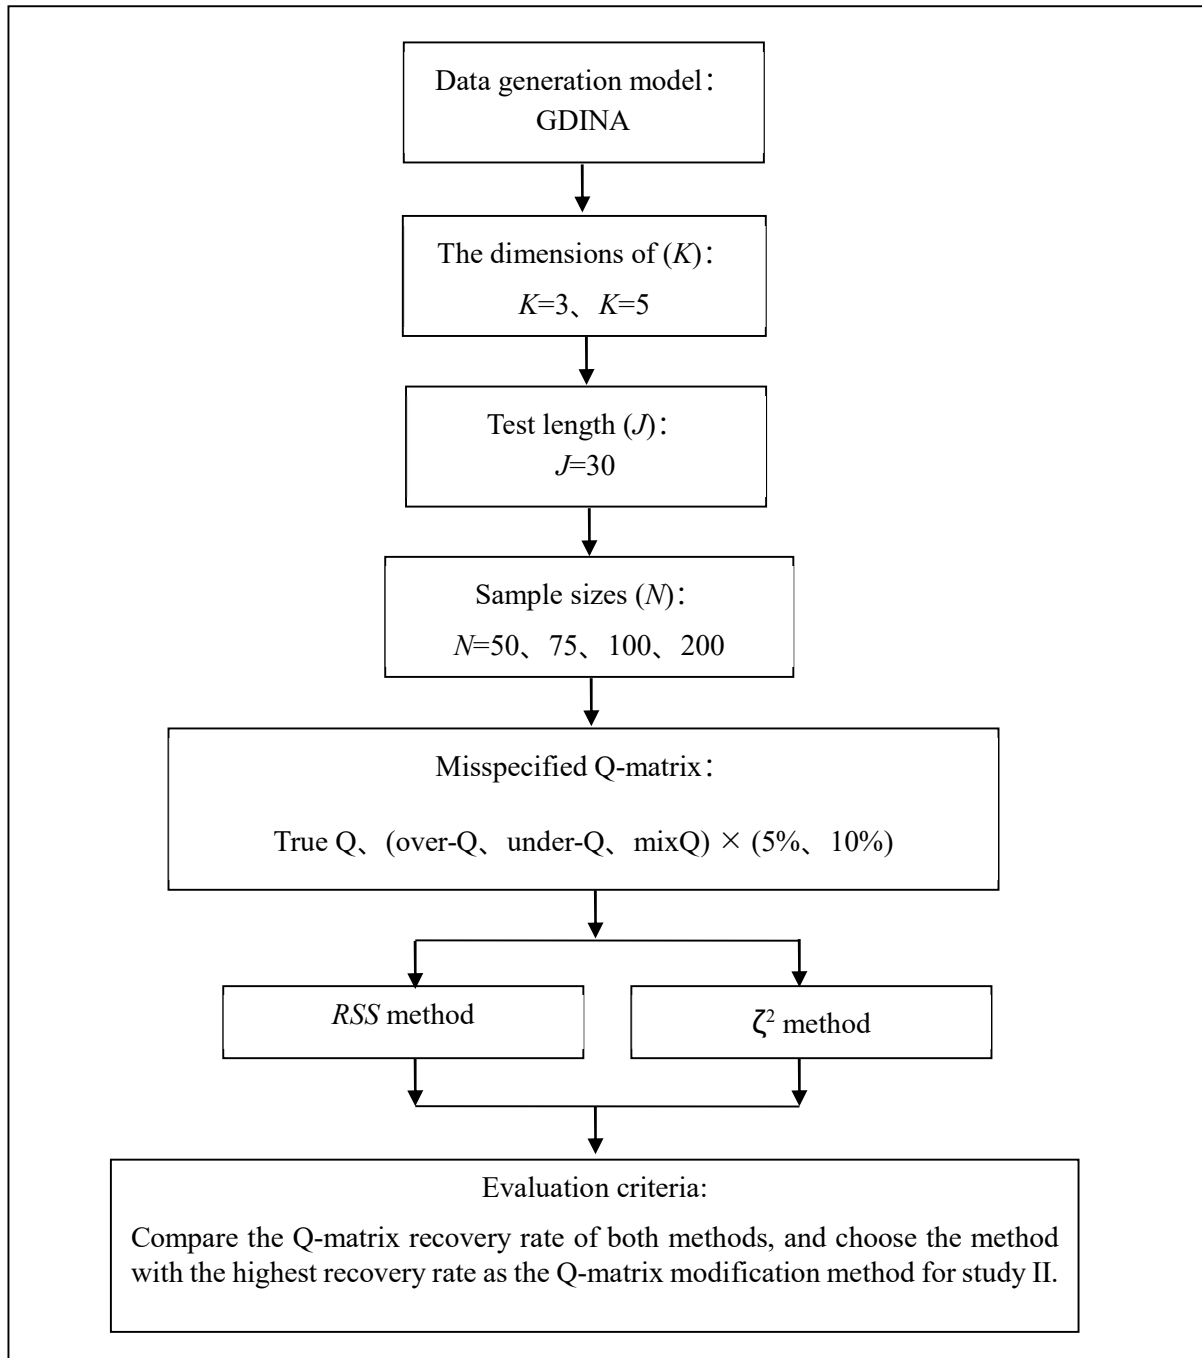 Data generation model：
GDINA
The dimensions of (K)：
K=3、K=5
Test length (J)：
J=30
Sample sizes (N)：
N=50、75、100、200
Misspecified Q-matrix：
True Q、(over-Q、under-Q、mixQ) × (5%、10%)
RSS method
ζ² method
Evaluation criteria:
Compare the Q-matrix recovery rate of both methods, and choose the method
with the highest recovery rate as the Q-matrix modification method for study II.